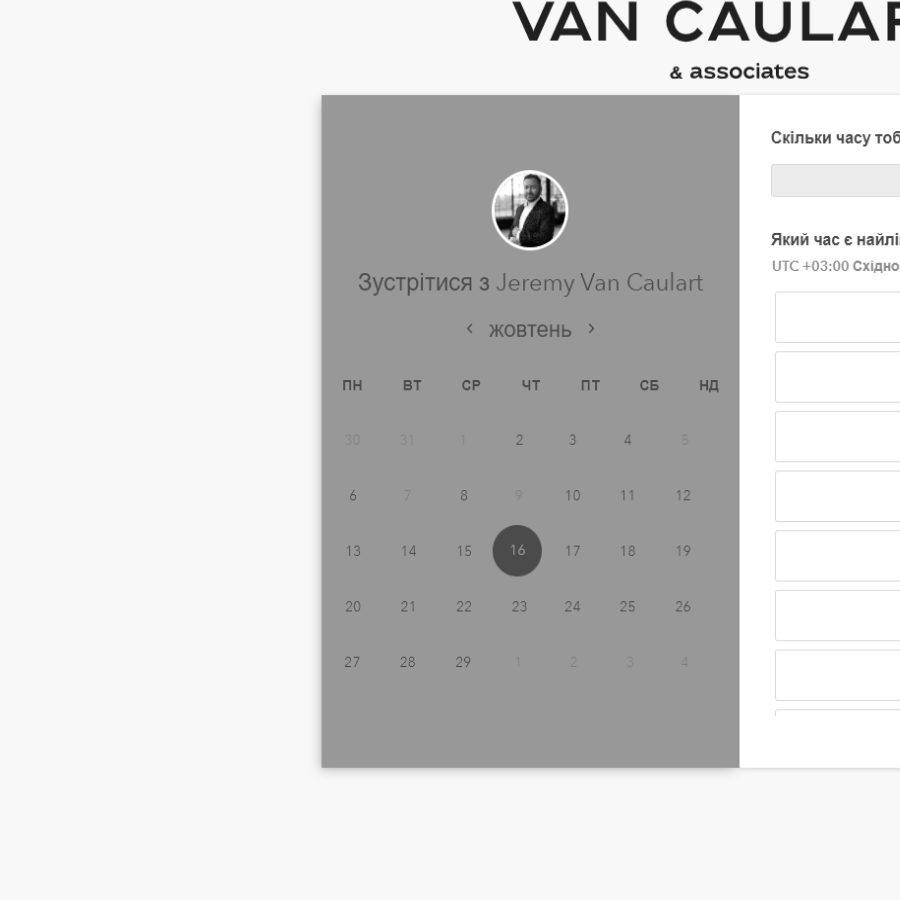 VAN CAULAR
& associates
Зустрітися з Jeremy Van Caulart
жовтень
ПН ВТ СР ЧТ ПТ СБ НД
30 31 1 2 3 4 5
6 7 8 9 10 11 12
13 14 15 16 17 18 19
20 21 22 23 24 25 26
27 28 29 1 2 3 4
Скільки часу тоб
Який час є найлі
UTC +03:00 Східно